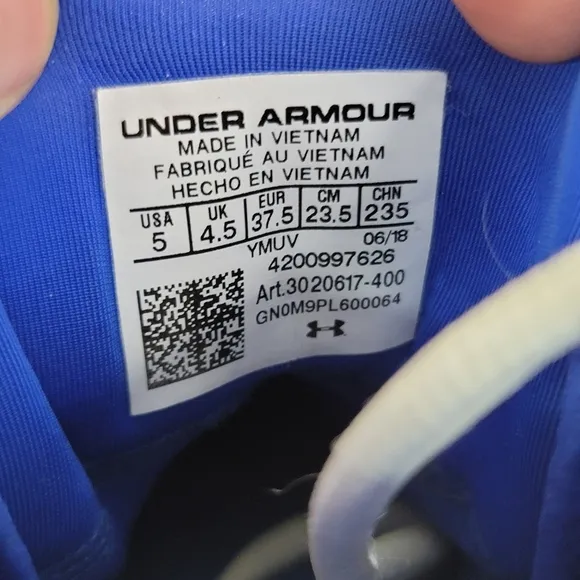 UNDER ARMOUR
MADE IN VIETNAM
FABRIQUÉ AU VIETNAM
HECHO EN VIETNAM
USA UK EUR CM CHN
5 4.5 37.5 23.5 235
YMUV 06/18
4200997626
Art.3020617-400
GN0M9PL600064